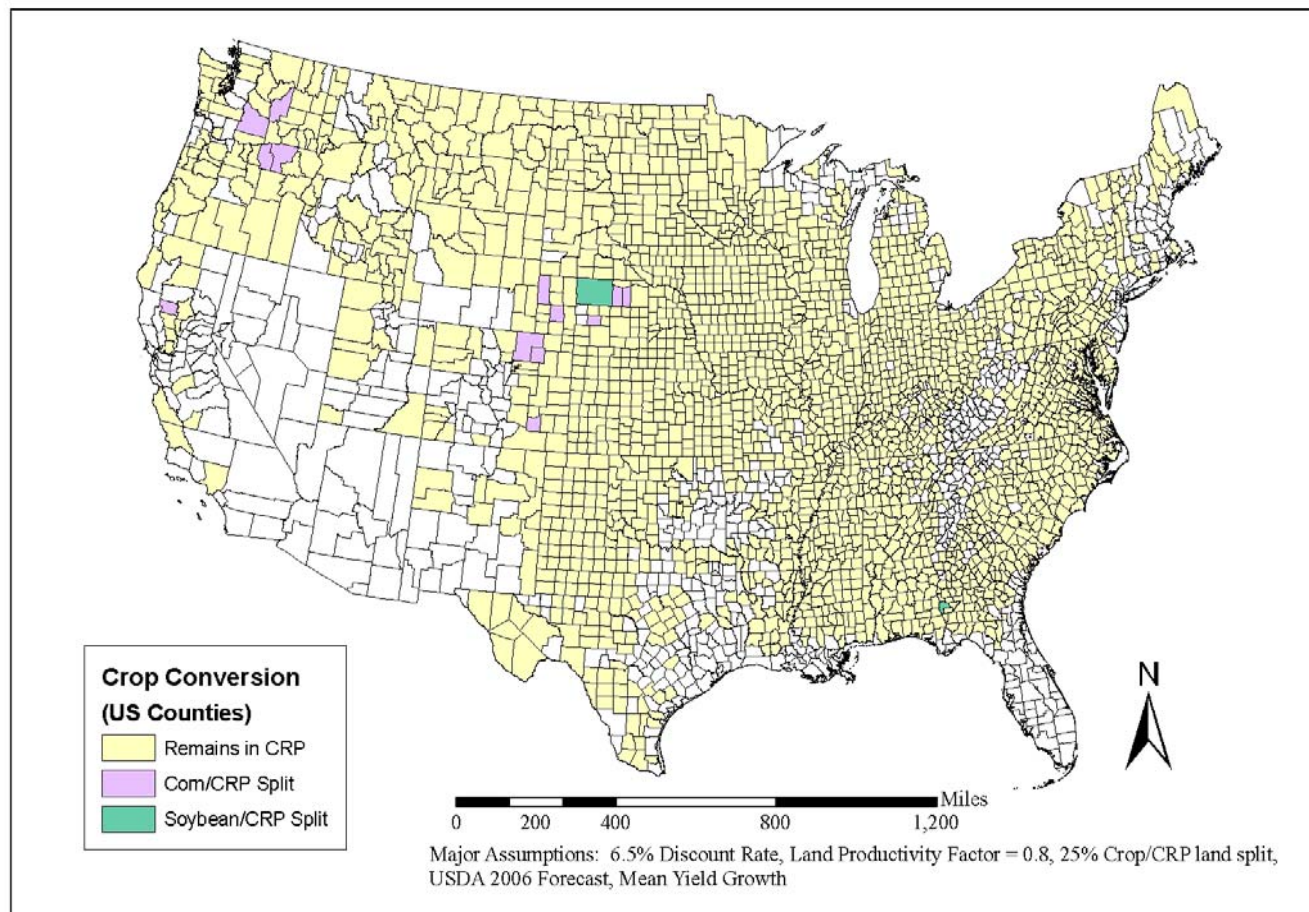 Crop Conversion
(US Counties)
Remains in CRP
Corn/CRP Split
Soybean/CRP Split
N
Miles
0 200 400 800 1,200
Major Assumptions: 6.5% Discount Rate, Land Productivity Factor = 0.8, 25% Crop/CRP land split,
USDA 2006 Forecast, Mean Yield Growth